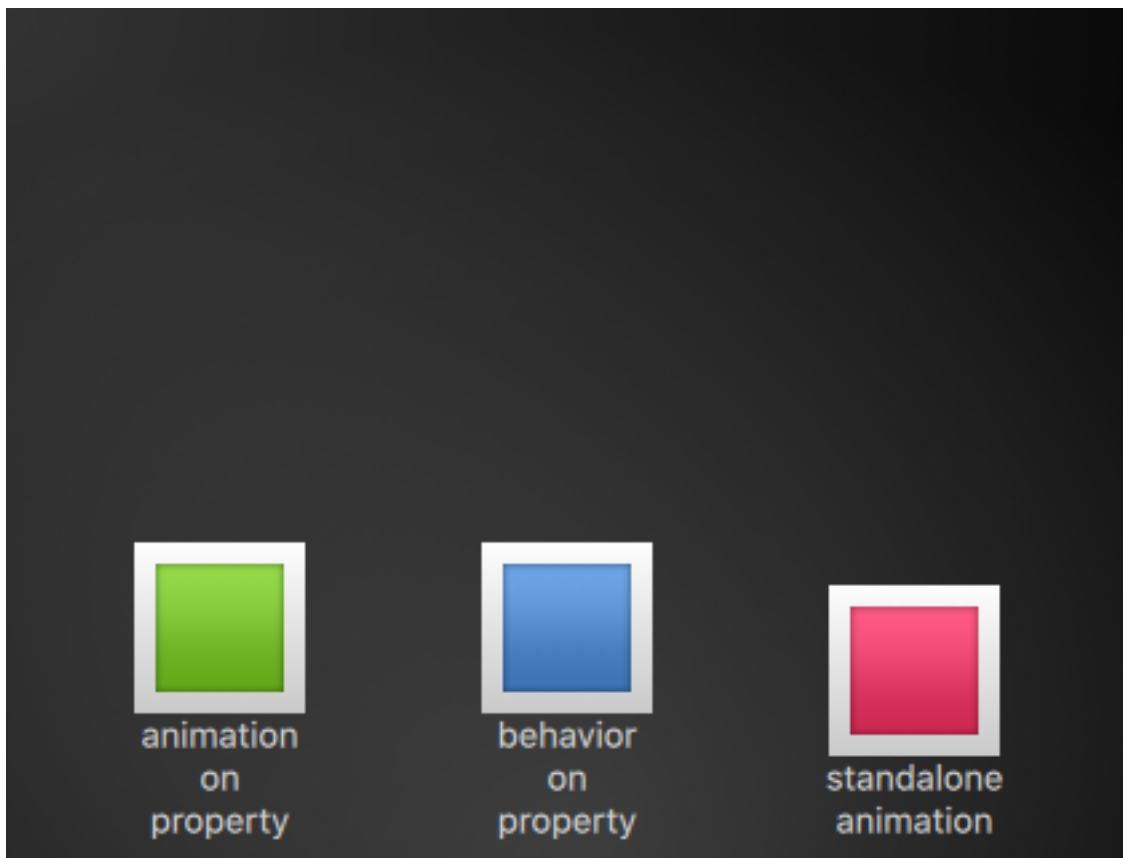 animation
on
property
behavior
on
property
standalone
animation